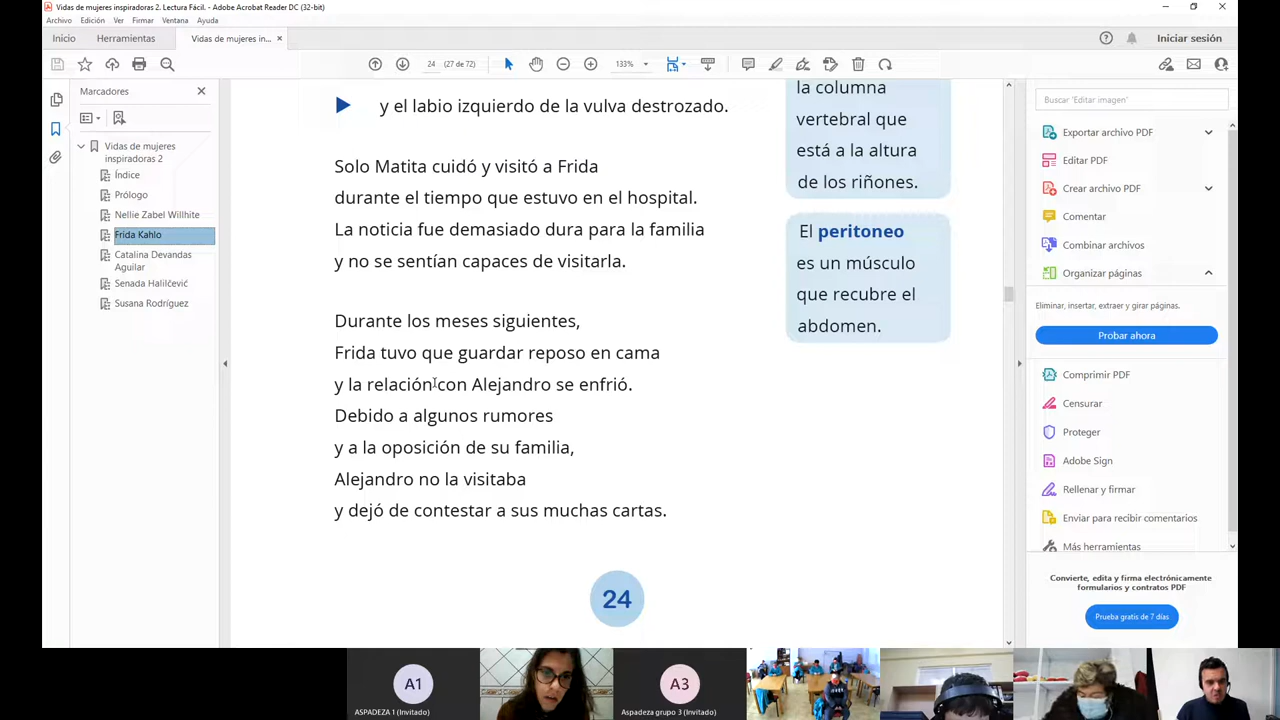 Vidas de mujeres inspiradoras 2. Lectura Fácil. - Adobe Acrobat Reader DC (32-bit)
Archivo Edición Ver Firmar Ventana Ayuda
Inicio Herramientas Vidas de mujeres in... × Iniciar sesión
24 (27 de 72) 133%
Marcadores
Vidas de mujeres
inspiradoras 2
Índice
Prólogo
Nellie Zabel Willhite
Frida Kahlo
Catalina Devandas
Aguilar
Senada Halilčević
Susana Rodríguez
y el labio izquierdo de la vulva destrozado.
Solo Matita cuidó y visitó a Frida
durante el tiempo que estuvo en el hospital.
La noticia fue demasiado dura para la familia
y no se sentían capaces de visitarla.
Durante los meses siguientes,
Frida tuvo que guardar reposo en cama
y la relación con Alejandro se enfrió.
Debido a algunos rumores
y a la oposición de su familia,
Alejandro no la visitaba
y dejó de contestar a sus muchas cartas.
24
la columna
vertebral que
está a la altura
de los riñones.
El peritoneo
es un músculo
que recubre el
abdomen.
Buscar 'Editar imagen'
Exportar archivo PDF
Editar PDF
Crear archivo PDF
Comentar
Combinar archivos
Organizar páginas
Eliminar, insertar, extraer y girar páginas.
Probar ahora
Comprimir PDF
Censurar
Proteger
Adobe Sign
Rellenar y firmar
Enviar para recibir comentarios
Más herramientas
Convierte, edita y firma electrónicamente
formularios y contratos PDF
Prueba gratis de 7 días
A1
ASPADEZA 1 (Invitado)
A3
Aspadeza grupo 3 (Invitado)